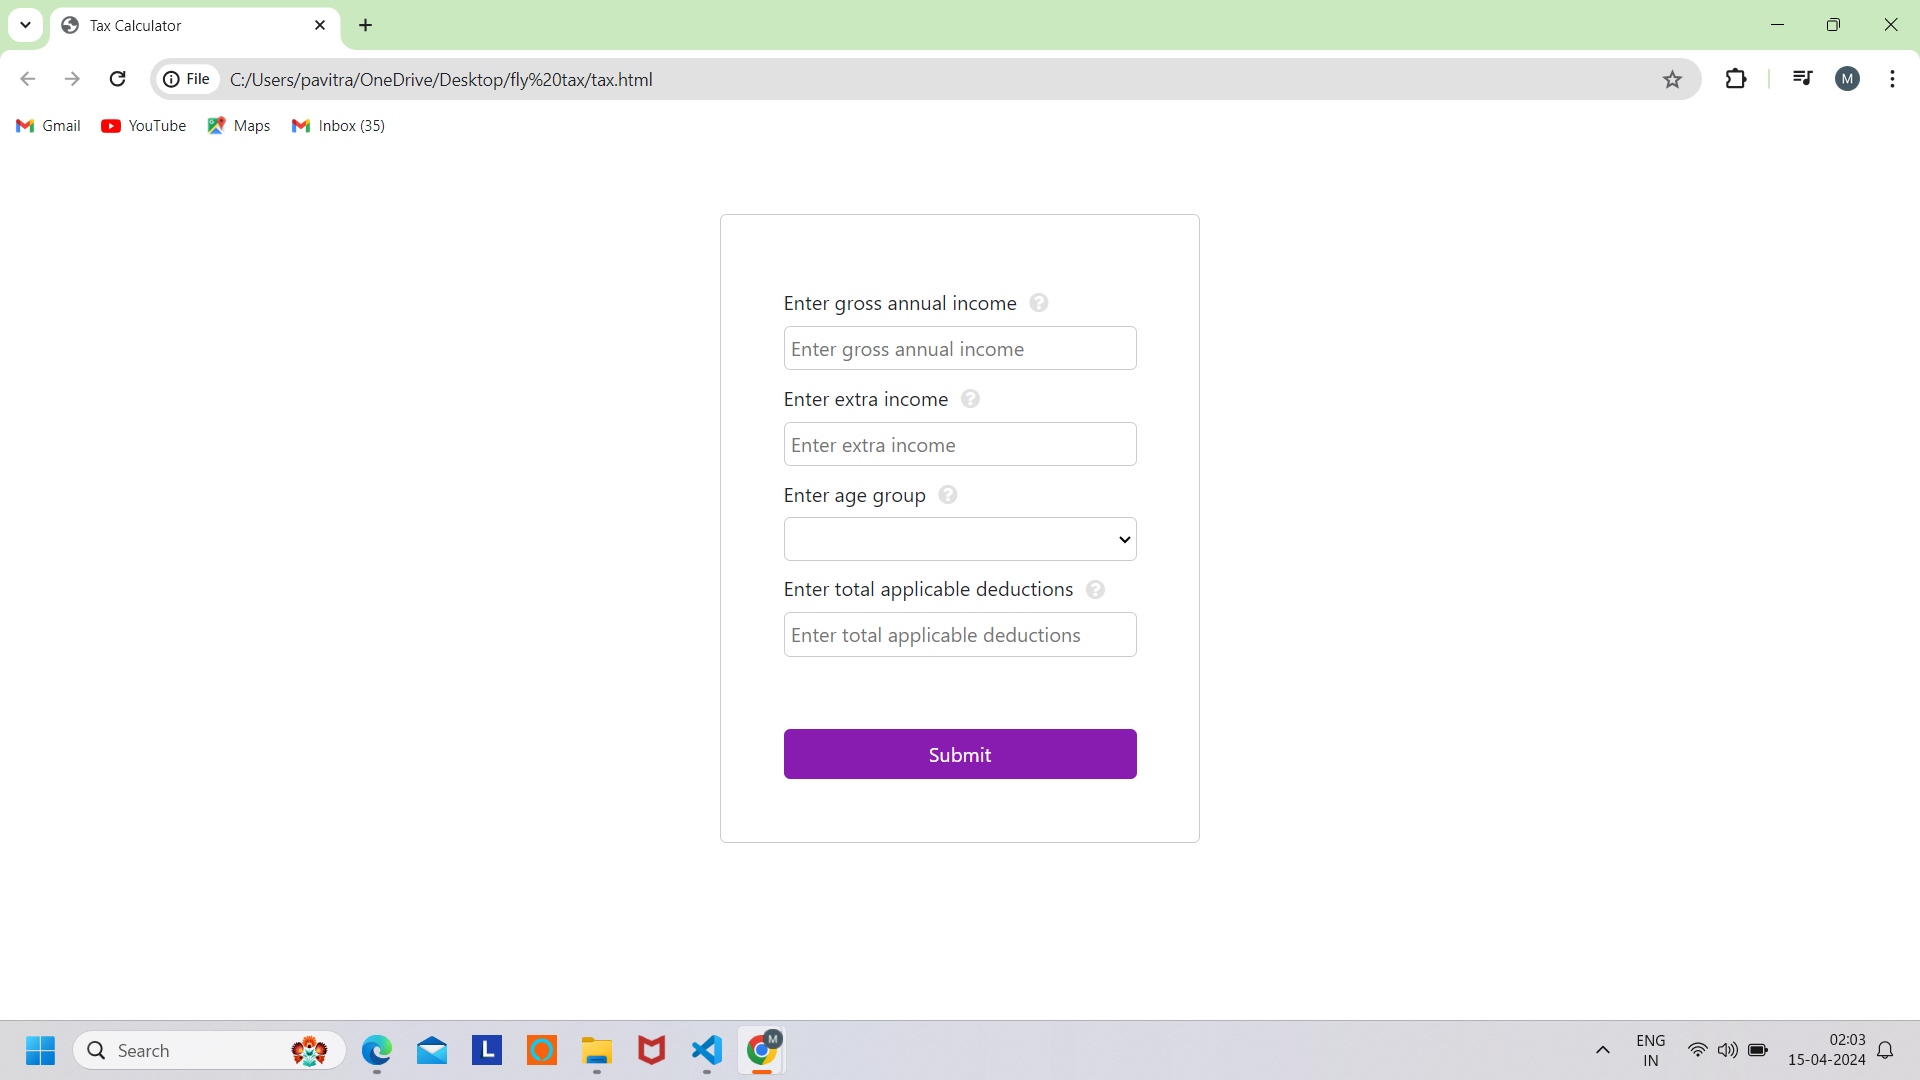 Tax Calculator
File
C:/Users/pavitra/OneDrive/Desktop/fly%20tax/tax.html
M
Gmail
YouTube
Maps
Inbox (35)
Enter gross annual income ?
Enter gross annual income
Enter extra income ?
Enter extra income
Enter age group ?
Enter total applicable deductions ?
Enter total applicable deductions
Submit
Search
L
M
ENG
IN
02:03
15-04-2024